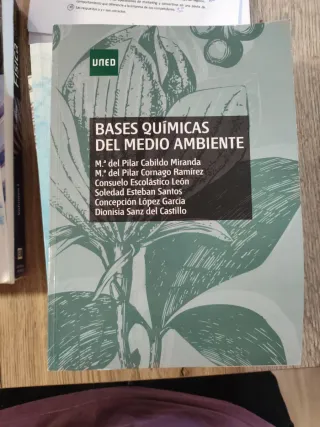 UNED
BASES QUÍMICAS
DEL MEDIO AMBIENTE
M.ª del Pilar Cabildo Miranda
M.ª del Pilar Cornago Ramírez
Consuelo Escolástico León
Soledad Esteban Santos
Concepción López García
Dionisia Sanz del Castillo